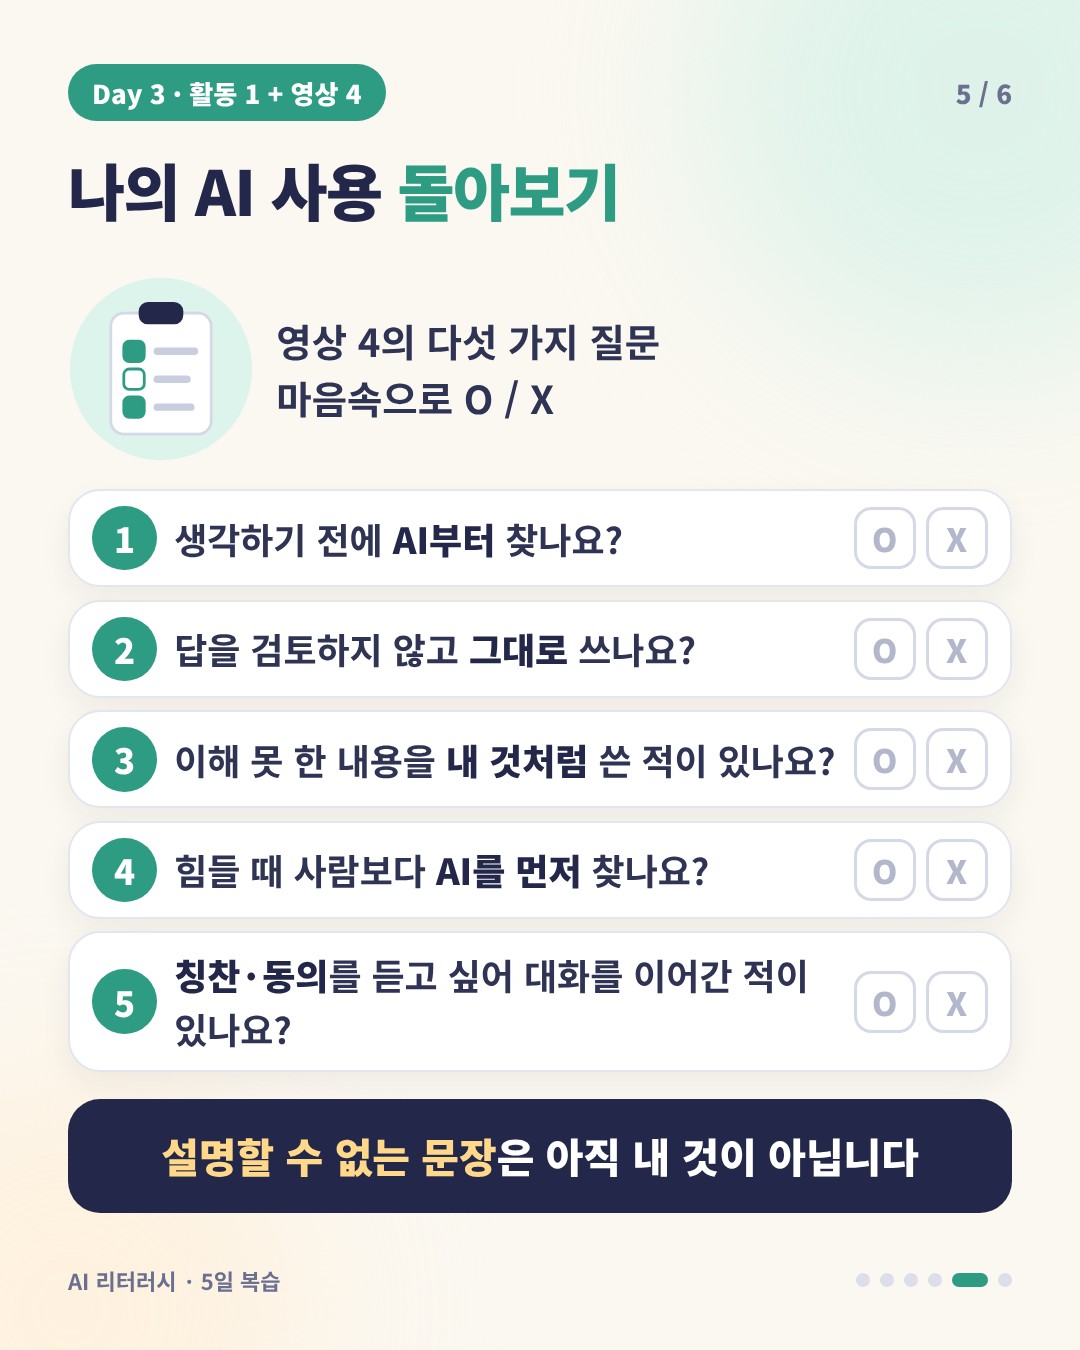 Day 3 · 활동 1 + 영상 4
5 / 6
나의 AI 사용 돌아보기
영상 4의 다섯 가지 질문
마음속으로 O / X
1 생각하기 전에 AI부터 찾나요? O X
2 답을 검토하지 않고 그대로 쓰나요? O X
3 이해 못 한 내용을 내 것처럼 쓴 적이 있나요? O X
4 힘들 때 사람보다 AI를 먼저 찾나요? O X
5 칭찬·동의를 듣고 싶어 대화를 이어간 적이
있나요? O X
설명할 수 없는 문장은 아직 내 것이 아닙니다
AI 리터러시 · 5일 복습